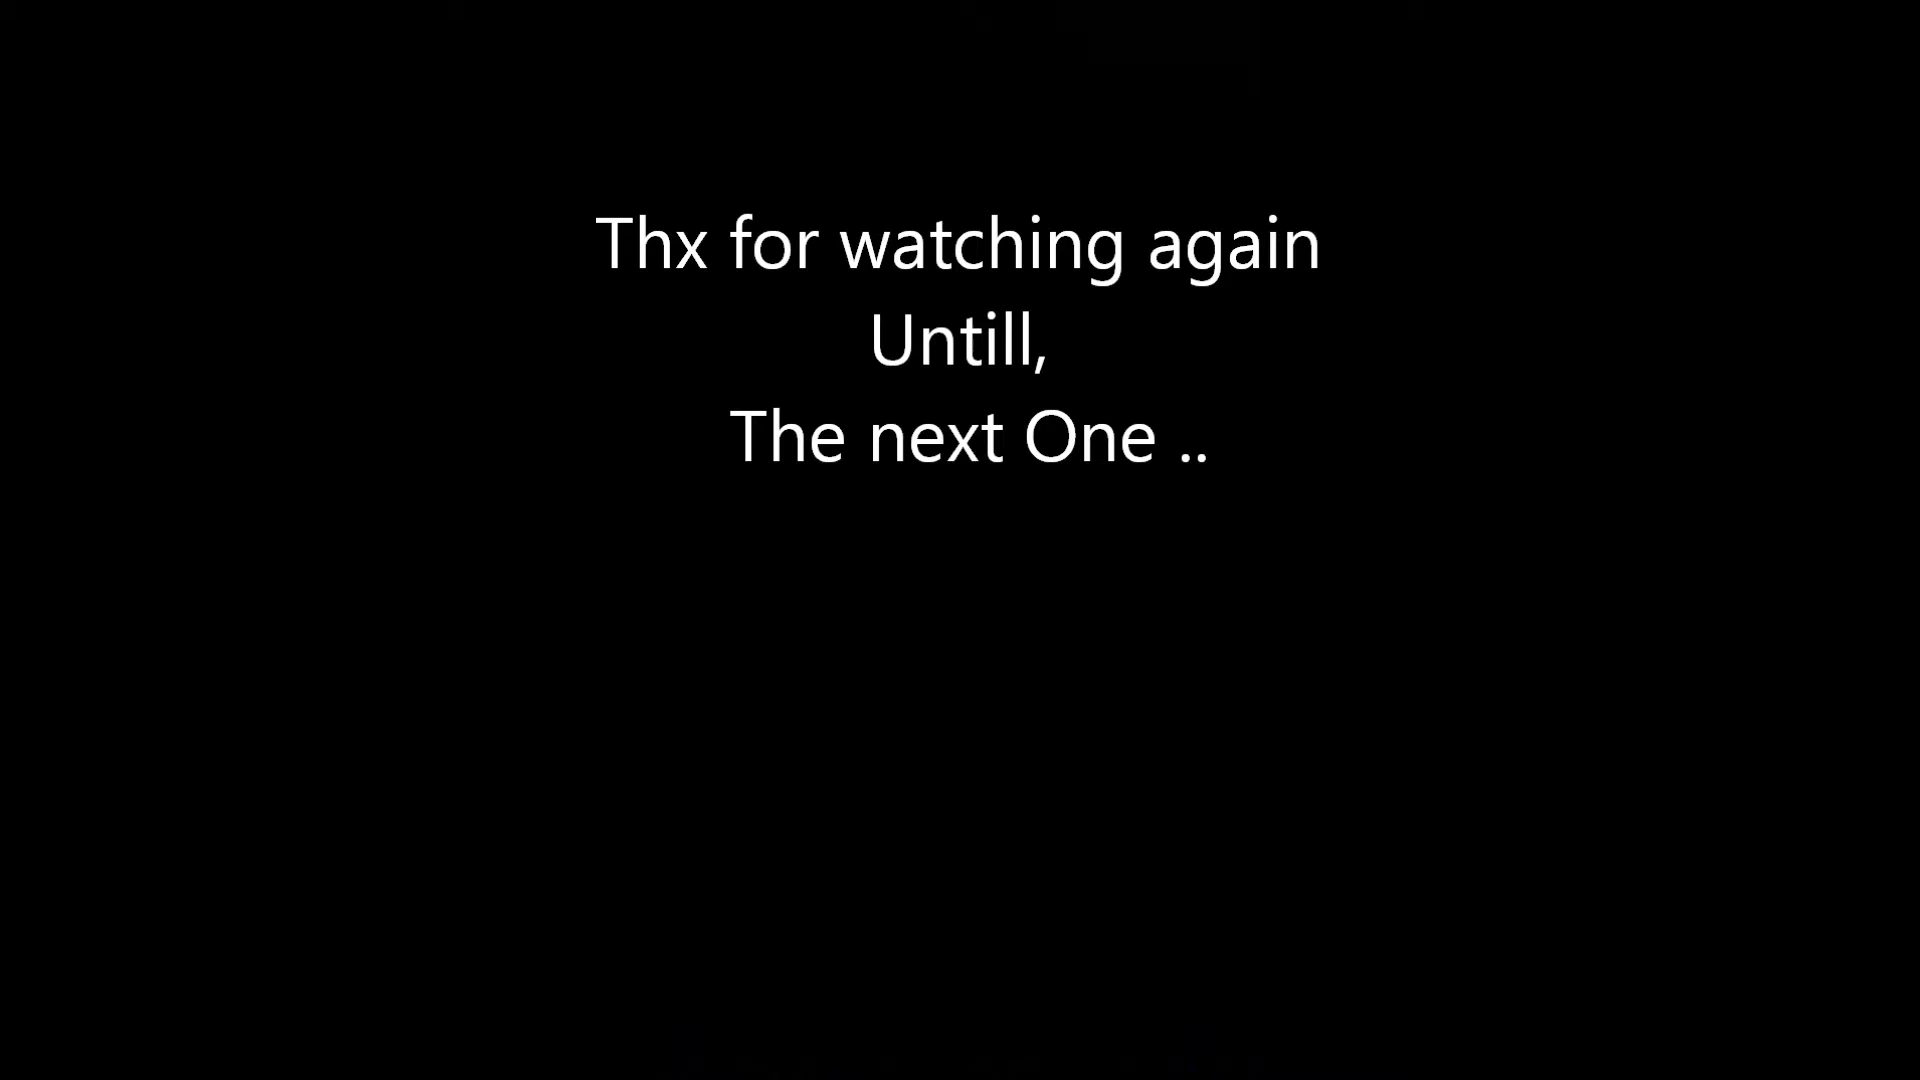 Thx for watching again
Untill,
The next One ..